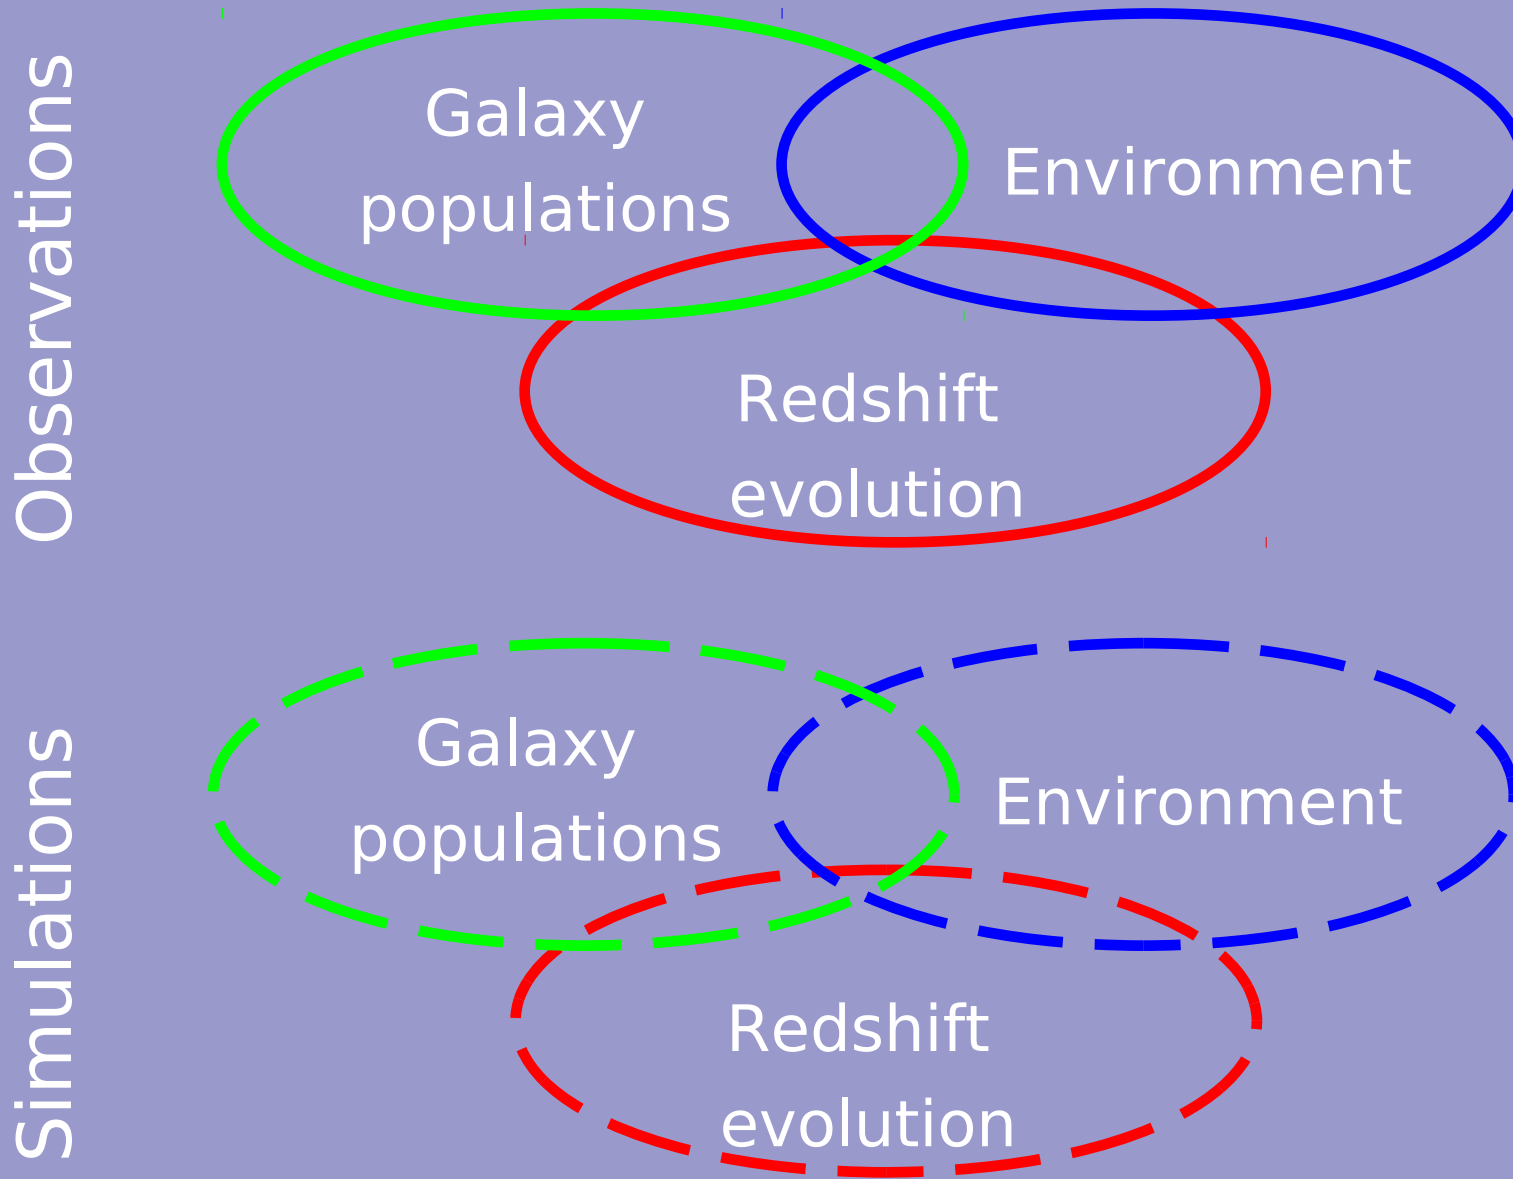 Observations
Galaxy
populations
Environment
Redshift
evolution
Simulations
Galaxy
populations
Environment
Redshift
evolution